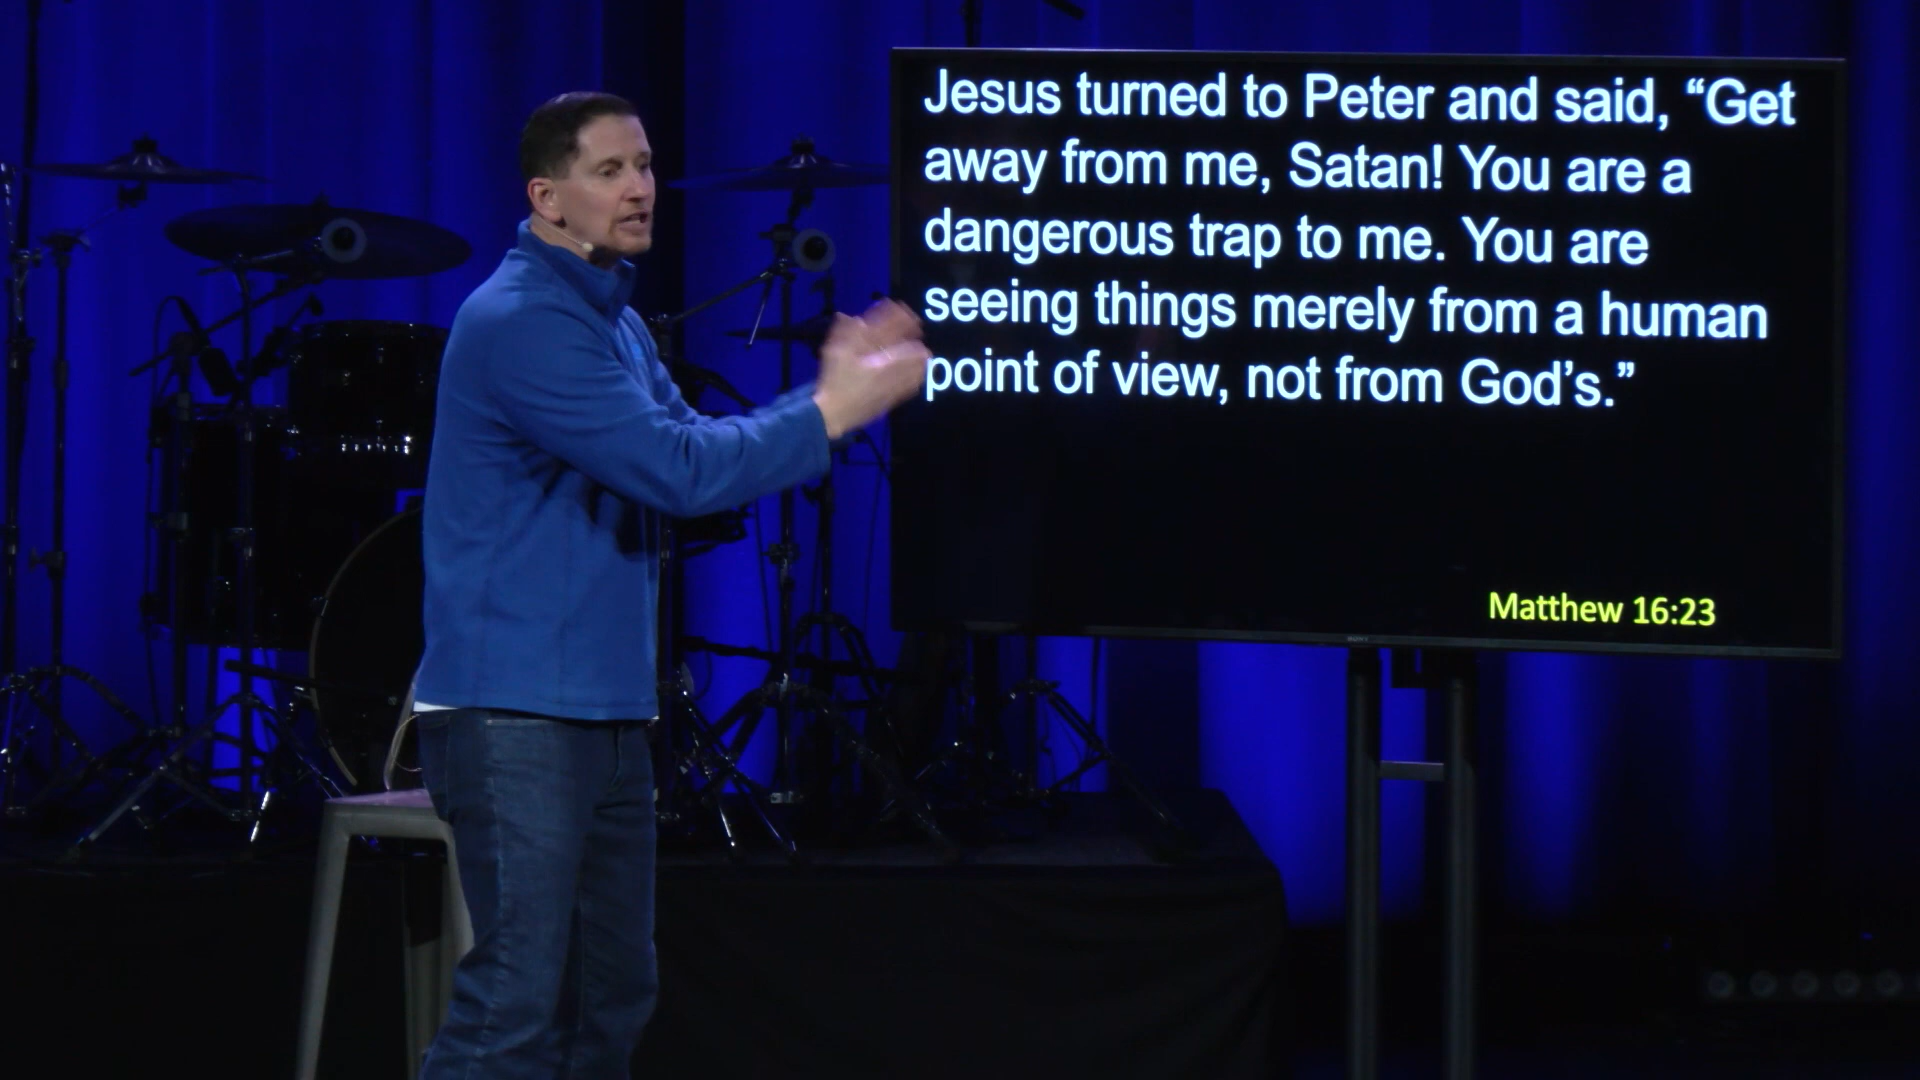 Jesus turned to Peter and said, “Get
away from me, Satan! You are a
dangerous trap to me. You are
seeing things merely from a human
point of view, not from God’s.”
Matthew 16:23
SONY